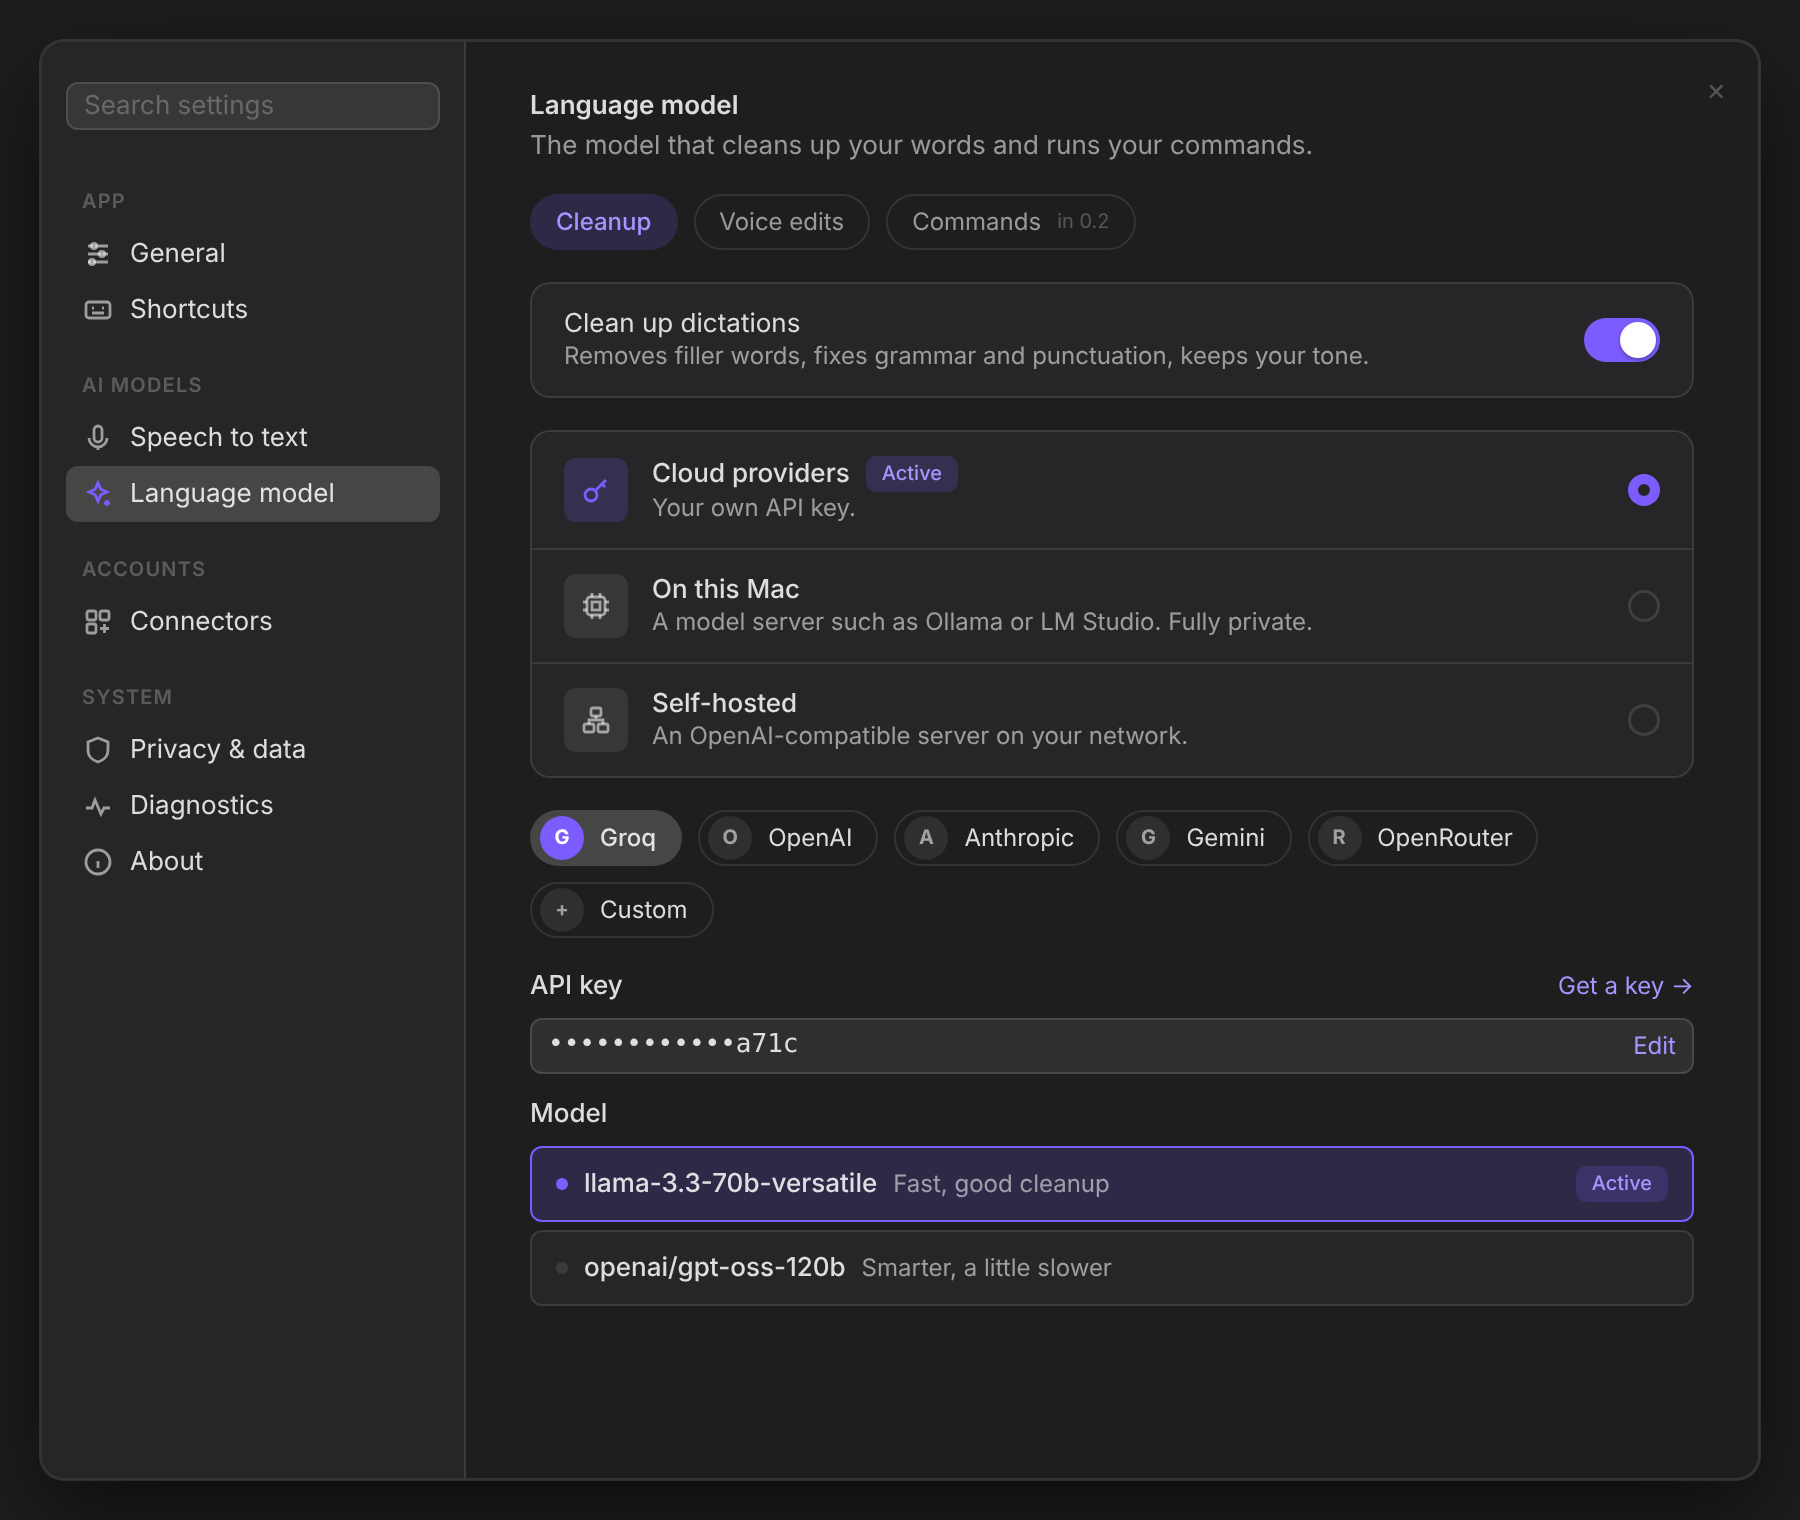 Search settings
APP
General
Shortcuts
AI MODELS
Speech to text
Language model
ACCOUNTS
Connectors
SYSTEM
Privacy & data
Diagnostics
About
×
Language model
The model that cleans up your words and runs your commands.
Cleanup
Voice edits
Commands in 0.2
Clean up dictations
Removes filler words, fixes grammar and punctuation, keeps your tone.
Cloud providers Active
Your own API key.
On this Mac
A model server such as Ollama or LM Studio. Fully private.
Self-hosted
An OpenAI-compatible server on your network.
G Groq
O OpenAI
A Anthropic
G Gemini
R OpenRouter
+ Custom
API key
Get a key →
••••••••••••a71c
Edit
Model
llama-3.3-70b-versatile Fast, good cleanup Active
openai/gpt-oss-120b Smarter, a little slower